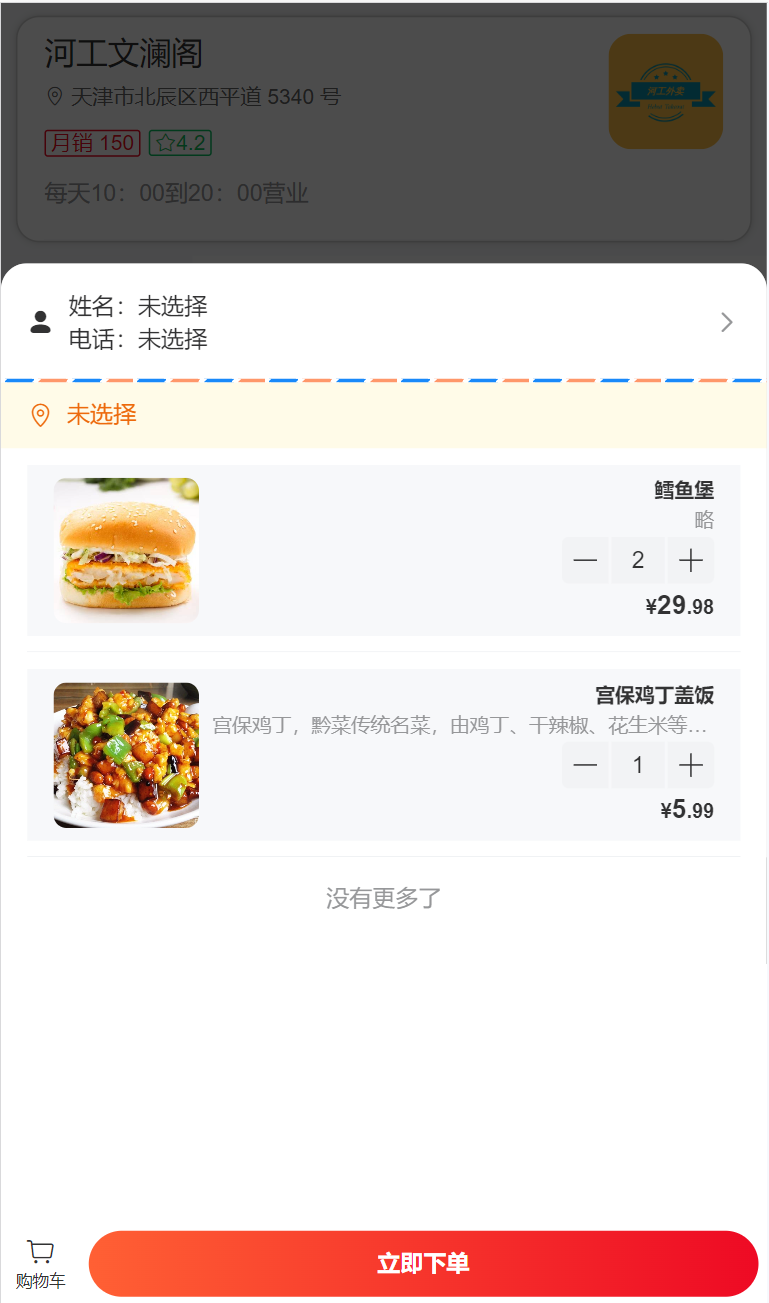 河工文澜阁
天津市北辰区西平道 5340 号
河工外卖
月销 150
4.2
每天10：00到20：00营业
姓名：未选择
电话：未选择
未选择
鳕鱼堡
略
2
¥29.98
宫保鸡丁盖饭
宫保鸡丁，黔菜传统名菜，由鸡丁、干辣椒、花生米等...
1
¥5.99
没有更多了
购物车
立即下单